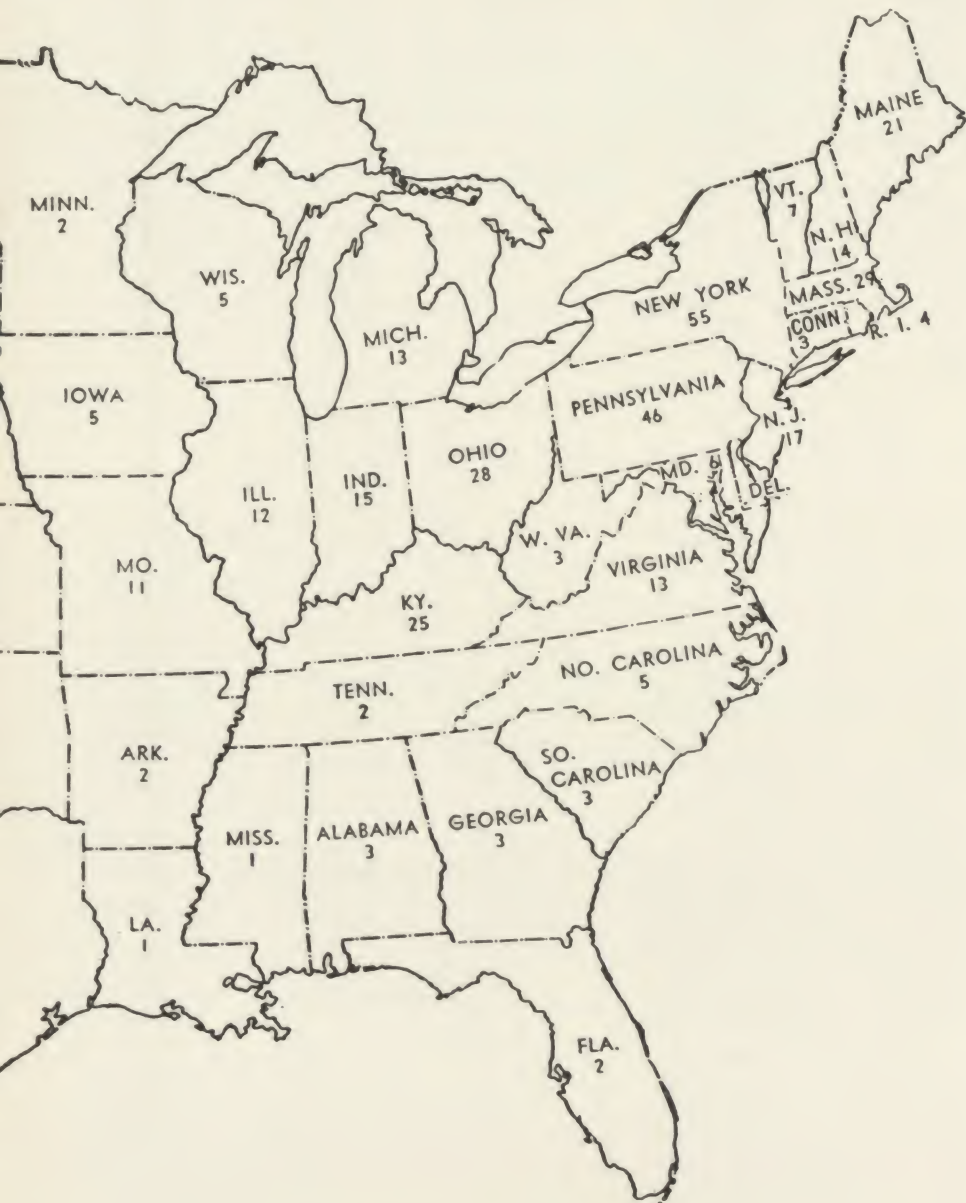 MAINE
21
VT.
7
N. H.
14
MASS. 29
CONN.
3
R. I. 4
NEW YORK
55
MINN.
2
WIS.
5
MICH.
13
IOWA
5
PENNSYLVANIA
46
N. J.
17
OHIO
28
MD. 6
DEL.
ILL.
12
IND.
15
W. VA.
3
VIRGINIA
13
MO.
11
KY.
25
NO. CAROLINA
5
TENN.
2
ARK.
2
SO.
CAROLINA
3
MISS.
1
ALABAMA
3
GEORGIA
3
LA.
1
FLA.
2